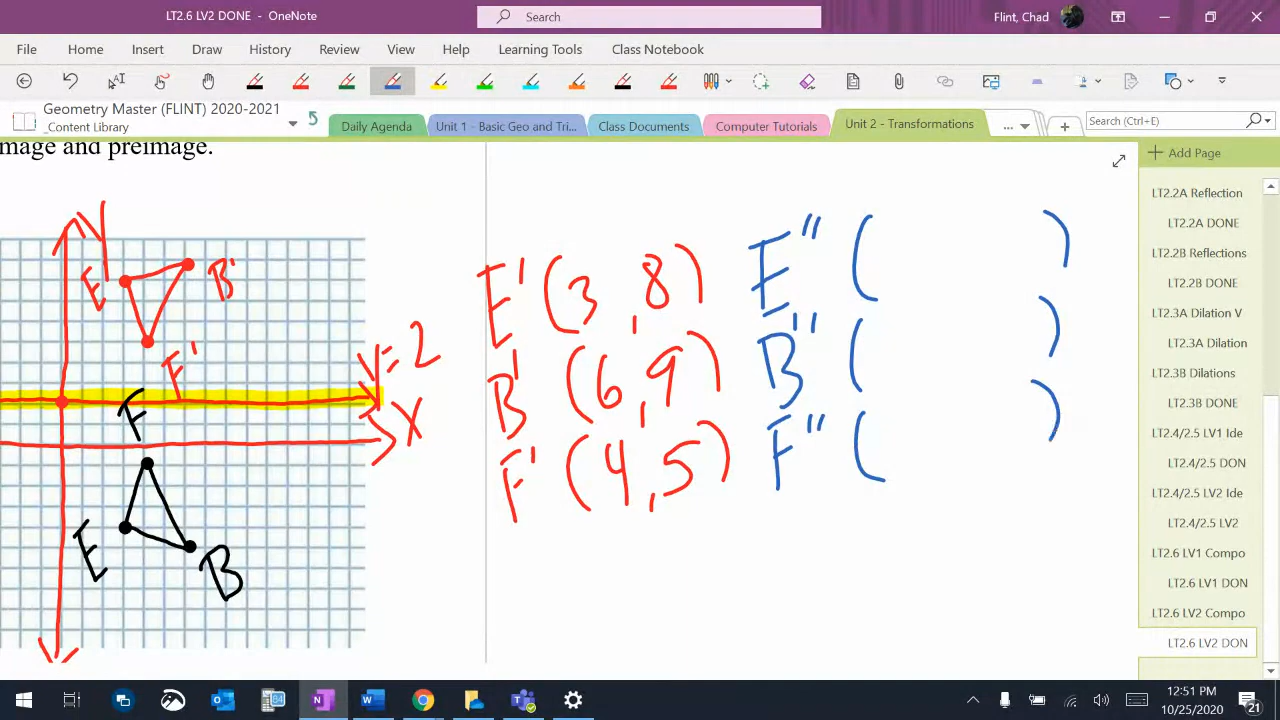 LT2.6 LV2 DONE - OneNote
Search
Flint, Chad
File Home Insert Draw History Review View Help Learning Tools Class Notebook
Geometry Master (FLINT) 2020-2021
_Content Library
Daily Agenda
Unit 1 - Basic Geo and Tri...
Class Documents
Computer Tutorials
Unit 2 - Transformations
...
Search (Ctrl+E)
image and preimage.
Add Page
LT2.2A Reflection
LT2.2A DONE
LT2.2B Reflections
LT2.2B DONE
LT2.3A Dilation V
LT2.3A Dilation
LT2.3B Dilations
LT2.3B DONE
LT2.4/2.5 LV1 Ide
LT2.4/2.5 DON
LT2.4/2.5 LV2 Ide
LT2.4/2.5 LV2
LT2.6 LV1 Compo
LT2.6 LV1 DON
LT2.6 LV2 Compo
LT2.6 LV2 DON
Y
E' B'
F'
Y=2
X
F
E
B
E'(3,8) E"( )
B'(6,9) B"( )
F'(4,5) F"( )
84
12:51 PM
10/25/2020
21